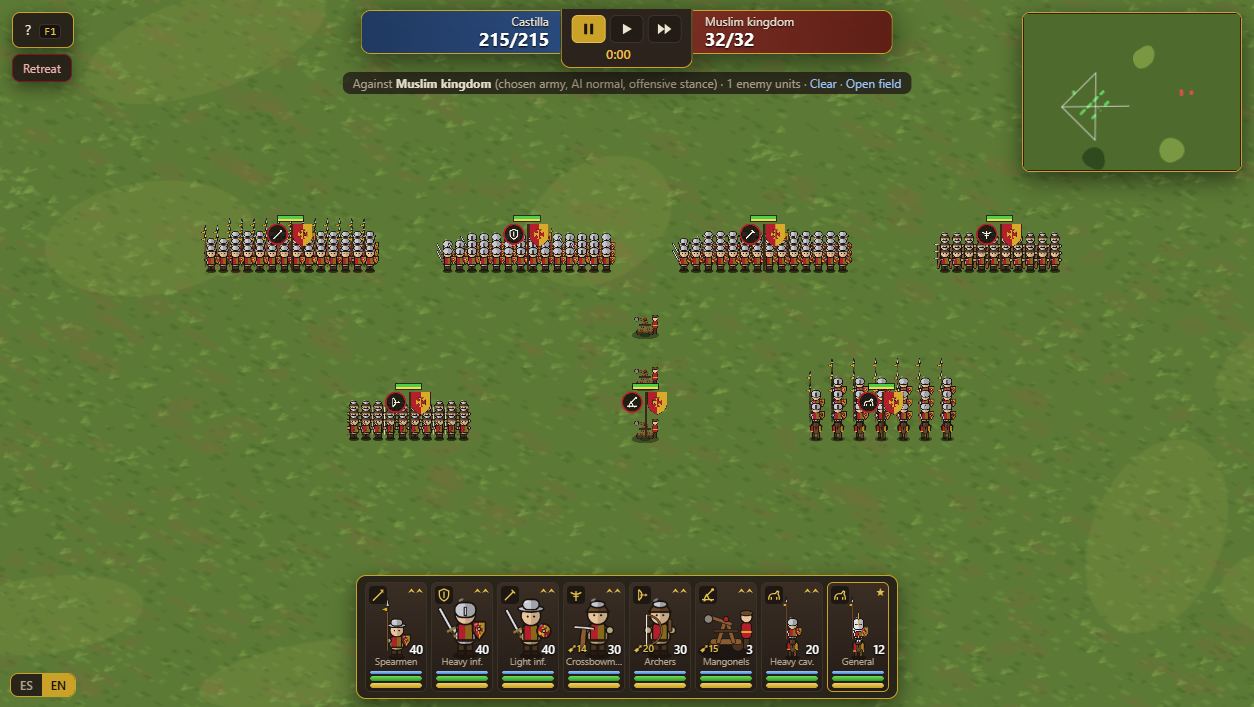 ? F1
Retreat
Castilla
215/215
0:00
Muslim kingdom
32/32
Against Muslim kingdom (chosen army, AI normal, offensive stance) · 1 enemy units · Clear · Open field
40
Spearmen
40
Heavy inf.
40
Light inf.
14 30
Crossbowm...
20 30
Archers
15 3
Mangonels
20
Heavy cav.
12
General
ES EN